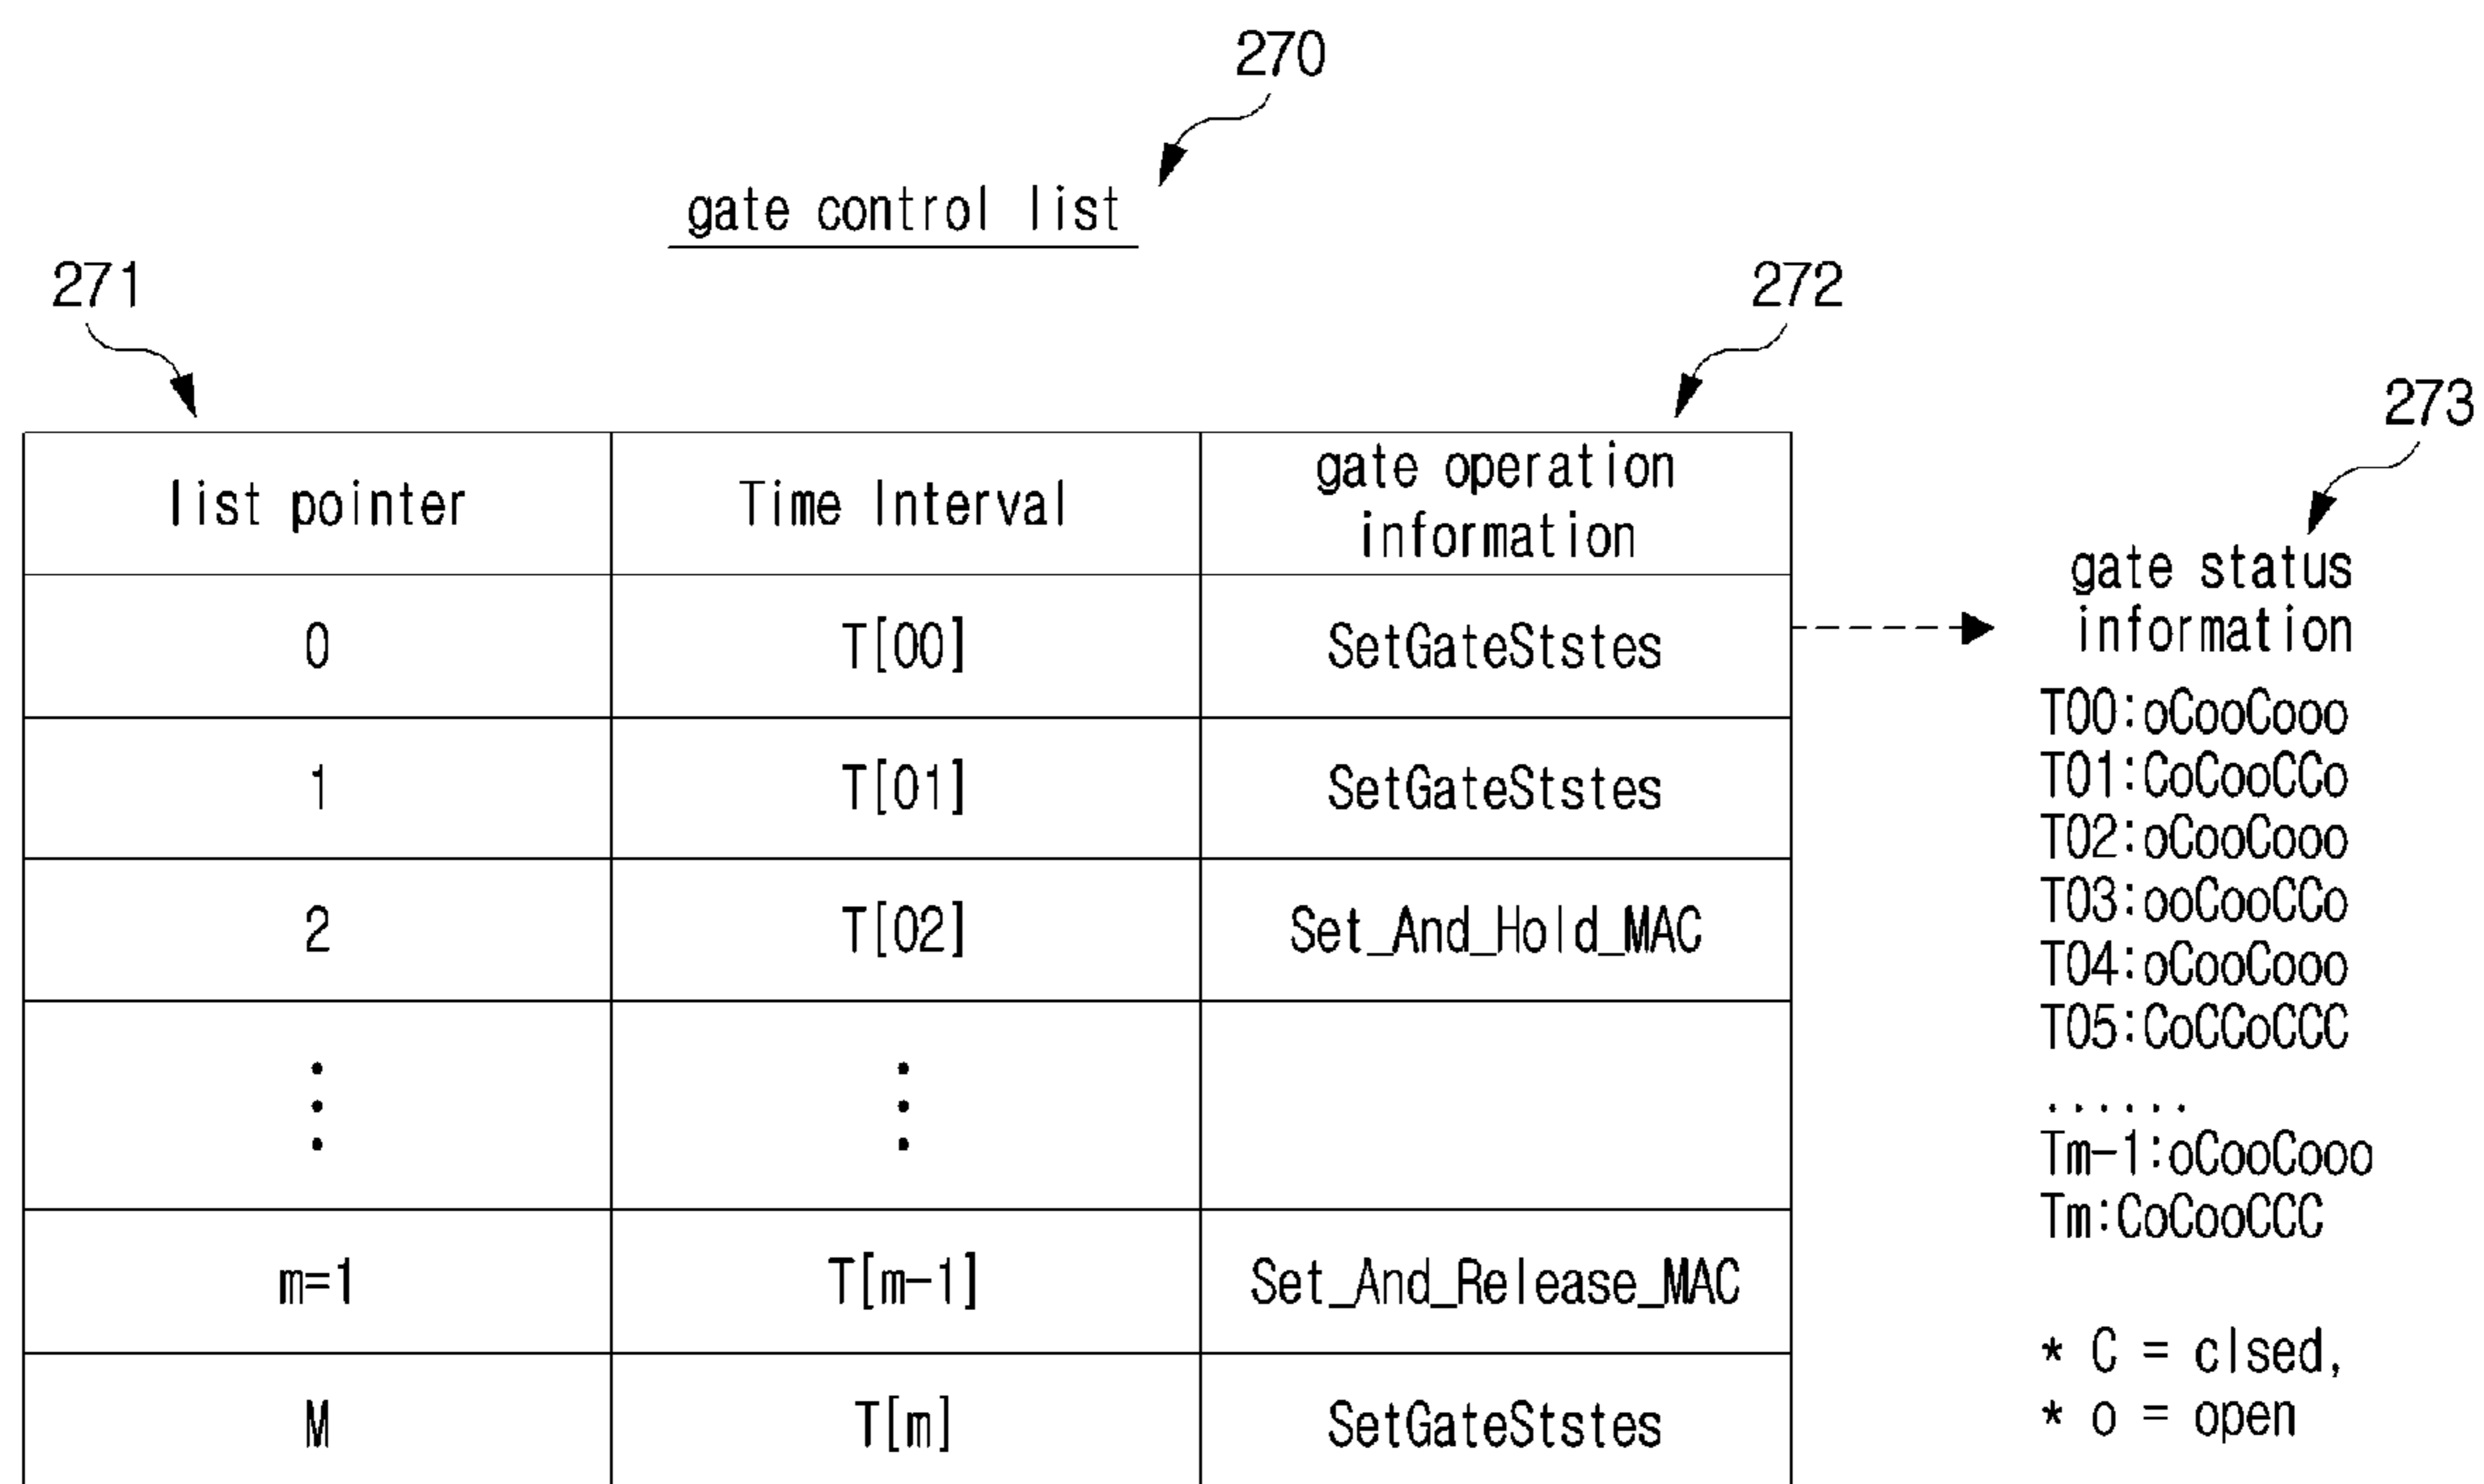 270
gate control list
271
272
273
list pointer Time Interval gate operation
information
0 T[00] SetGateStstes
1 T[01] SetGateStstes
2 T[02] Set_And_Hold_MAC
m=1 T[m-1] Set_And_Release_MAC
M T[m] SetGateStstes
gate status
information
T00:oCooCooo
T01:CoCooCCo
T02:oCooCooo
T03:ooCooCCo
T04:oCooCooo
T05:CoCCoCCC
......
Tm-1:oCooCooo
Tm:CoCooCCC
* C = clsed,
* o = open